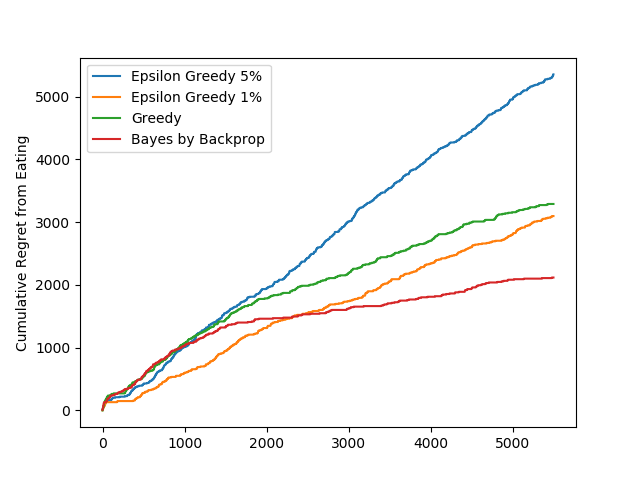 Epsilon Greedy 5%
Epsilon Greedy 1%
Greedy
Bayes by Backprop
Cumulative Regret from Eating
5000
4000
3000
2000
1000
0
0 1000 2000 3000 4000 5000